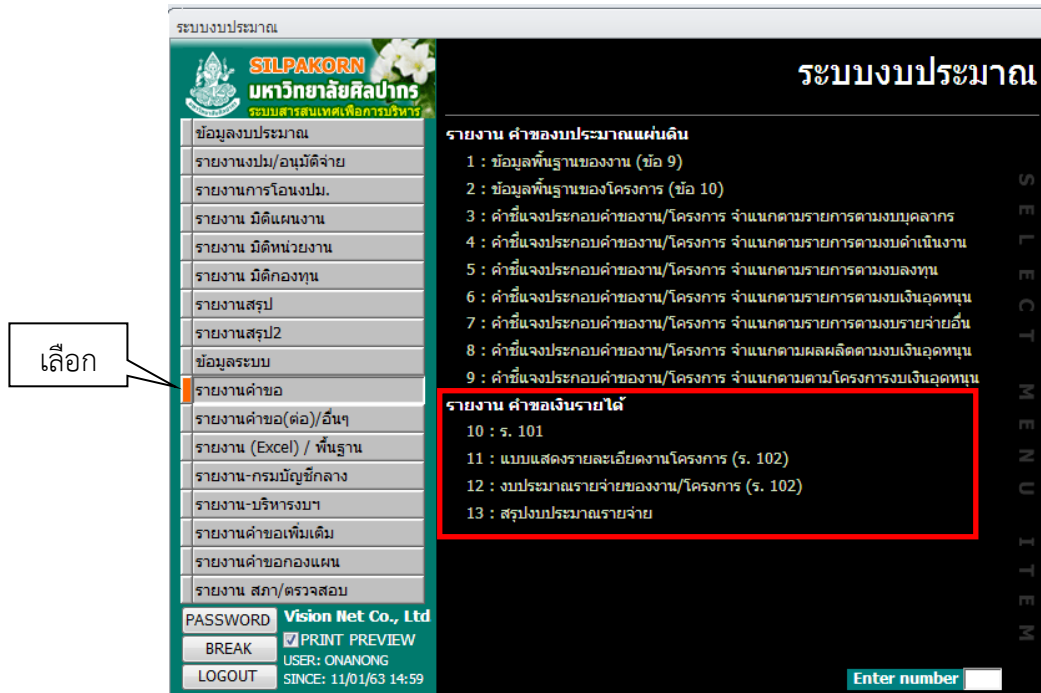 ระบบงบประมาณ
SILPAKORN
มหาวิทยาลัยศิลปากร
ระบบสารสนเทศเพื่อการบริหาร
ข้อมูลงบประมาณ
รายงานงปม/อนุมัติจ่าย
รายงานการโอนงปม.
รายงาน มิติแผนงาน
รายงาน มิติหน่วยงาน
รายงาน มิติกองทุน
รายงานสรุป
รายงานสรุป2
ข้อมูลระบบ
รายงานคำขอ
รายงานคำขอ(ต่อ)/อื่นๆ
รายงาน (Excel) / พื้นฐาน
รายงาน-กรมบัญชีกลาง
รายงาน-บริหารงบฯ
รายงานคำขอเพิ่มเติม
รายงานคำขอกองแผน
รายงาน สภา/ตรวจสอบ
PASSWORD
BREAK
LOGOUT
Vision Net Co., Ltd
PRINT PREVIEW
USER: ONANONG
SINCE: 11/01/63 14:59
เลือก
ระบบงบประมาณ
รายงาน คำของบประมาณแผ่นดิน
1 : ข้อมูลพื้นฐานของงาน (ข้อ 9)
2 : ข้อมูลพื้นฐานของโครงการ (ข้อ 10)
3 : คำชี้แจงประกอบคำของาน/โครงการ จำแนกตามรายการตามงบบุคลากร
4 : คำชี้แจงประกอบคำของาน/โครงการ จำแนกตามรายการตามงบดำเนินงาน
5 : คำชี้แจงประกอบคำของาน/โครงการ จำแนกตามรายการตามงบลงทุน
6 : คำชี้แจงประกอบคำของาน/โครงการ จำแนกตามรายการตามงบเงินอุดหนุน
7 : คำชี้แจงประกอบคำของาน/โครงการ จำแนกตามรายการตามงบรายจ่ายอื่น
8 : คำชี้แจงประกอบคำของาน/โครงการ จำแนกตามผลผลิตตามงบเงินอุดหนุน
9 : คำชี้แจงประกอบคำของาน/โครงการ จำแนกตามตามโครงการงบเงินอุดหนุน
รายงาน คำขอเงินรายได้
10 : ร. 101
11 : แบบแสดงรายละเอียดงานโครงการ (ร. 102)
12 : งบประมาณรายจ่ายของงาน/โครงการ (ร. 102)
13 : สรุปงบประมาณรายจ่าย
SELECT MENU ITEM
Enter number